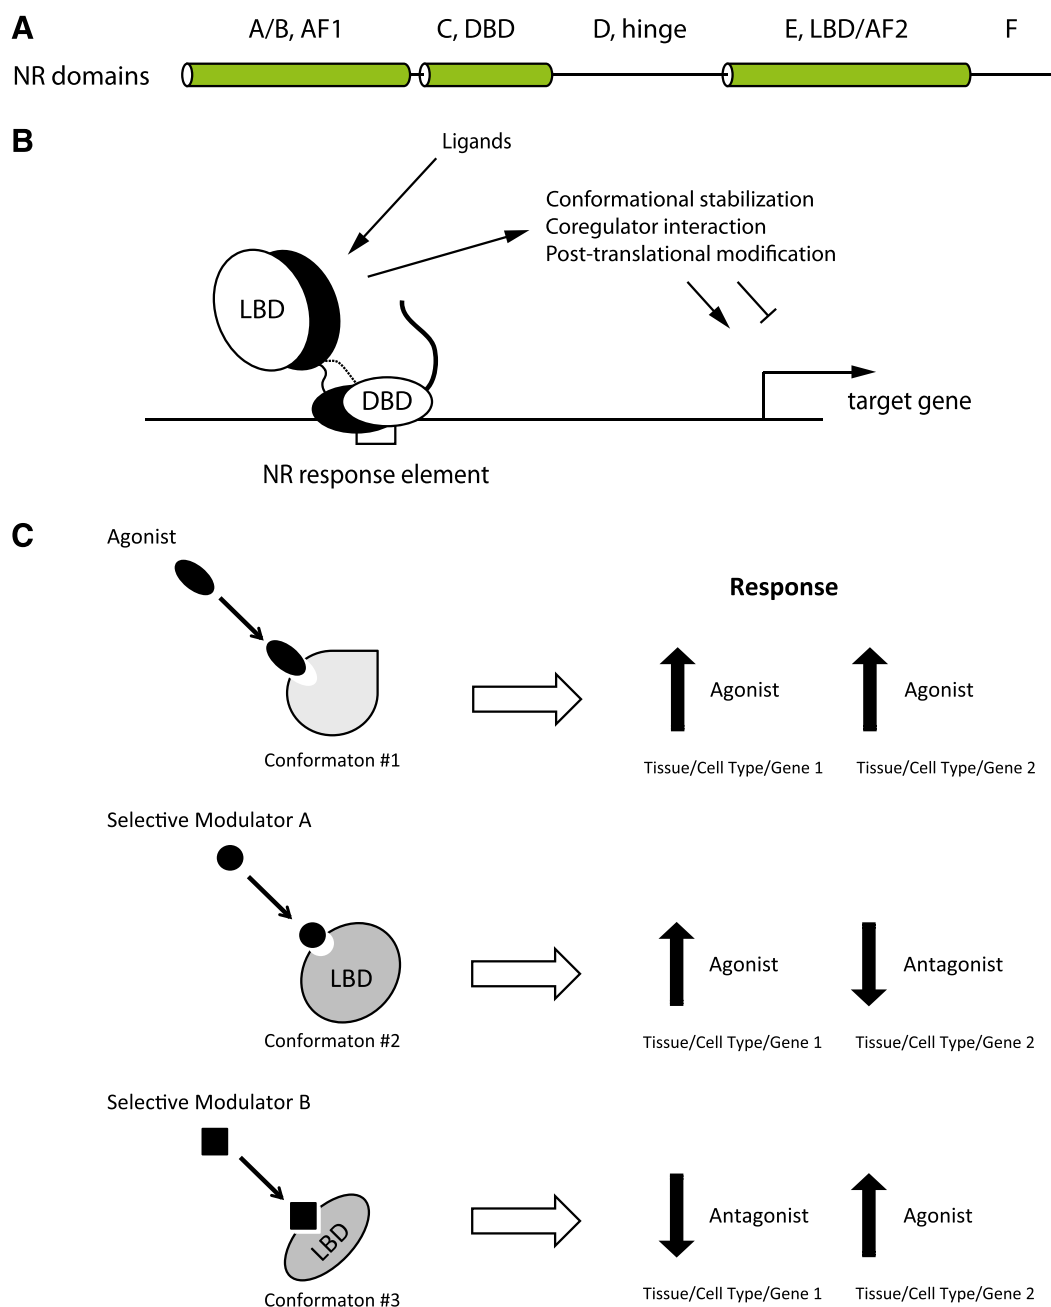 A
A/B, AF1 C, DBD D, hinge E, LBD/AF2 F
NR domains
B
Ligands
Conformational stabilization
Coregulator interaction
Post-translational modification
LBD
DBD
target gene
NR response element
C
Agonist
Response
Agonist Agonist
Conformaton #1
Tissue/Cell Type/Gene 1 Tissue/Cell Type/Gene 2
Selective Modulator A
LBD
Agonist Antagonist
Conformaton #2
Tissue/Cell Type/Gene 1 Tissue/Cell Type/Gene 2
Selective Modulator B
LBD
Antagonist Agonist
Conformaton #3
Tissue/Cell Type/Gene 1 Tissue/Cell Type/Gene 2